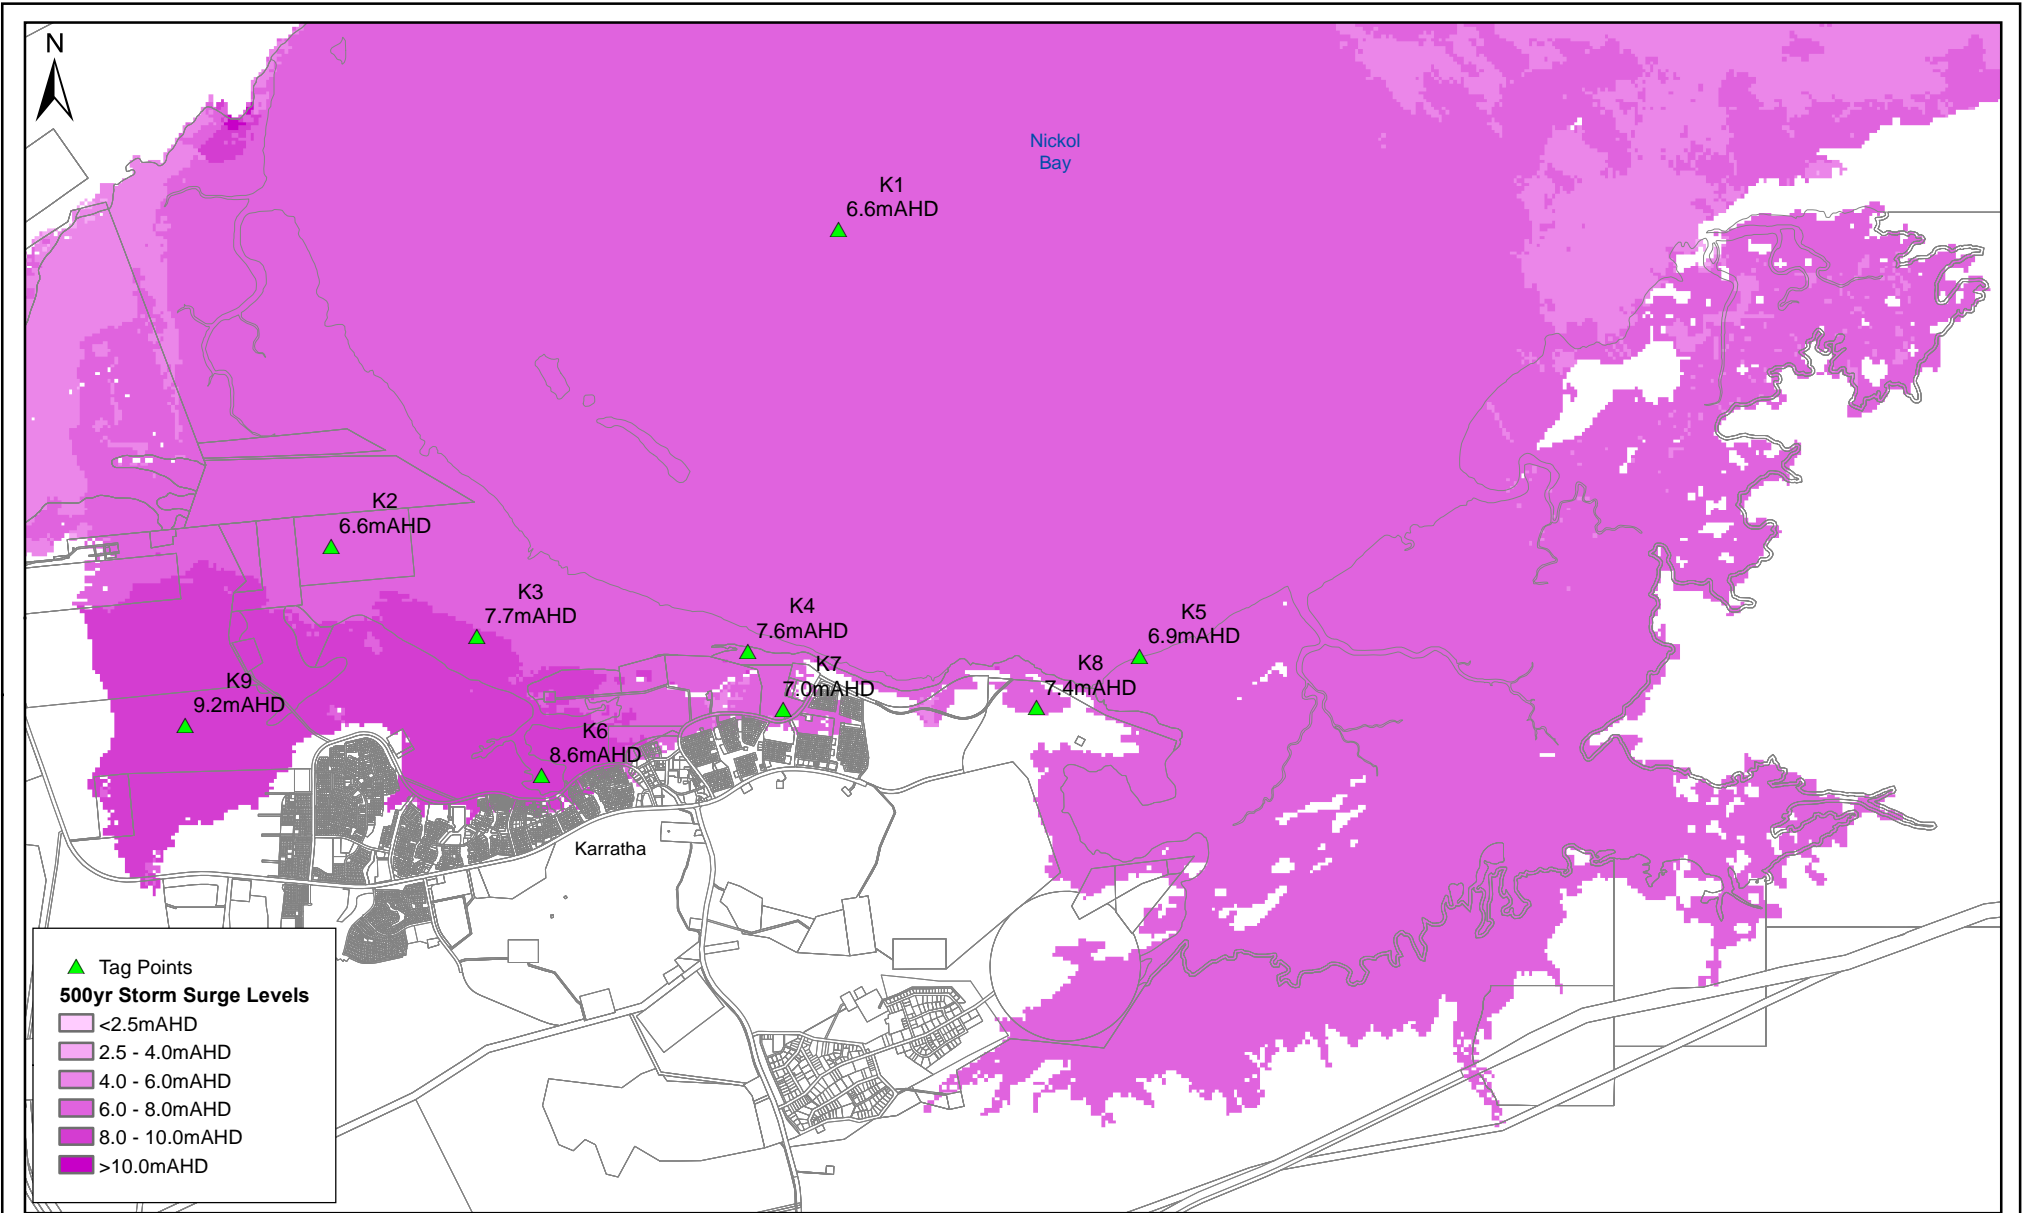 N
Nickol
Bay
K1
6.6mAHD
K2
6.6mAHD
K3
7.7mAHD
K4
7.6mAHD
K5
6.9mAHD
K7
7.0mAHD
K8
7.4mAHD
K9
9.2mAHD
K6
8.6mAHD
Karratha
Tag Points
500yr Storm Surge Levels
<2.5mAHD
2.5 - 4.0mAHD
4.0 - 6.0mAHD
6.0 - 8.0mAHD
8.0 - 10.0mAHD
>10.0mAHD